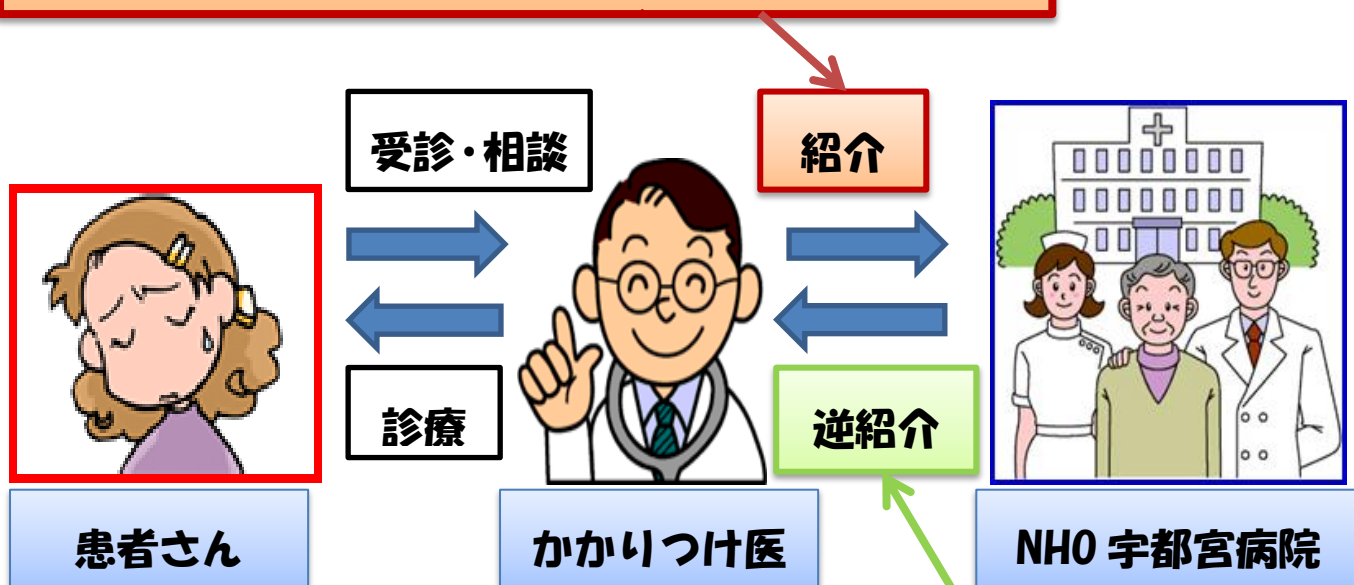 受診・相談
紹介
診療
逆紹介
患者さん
かかりつけ医
NHO 宇都宮病院